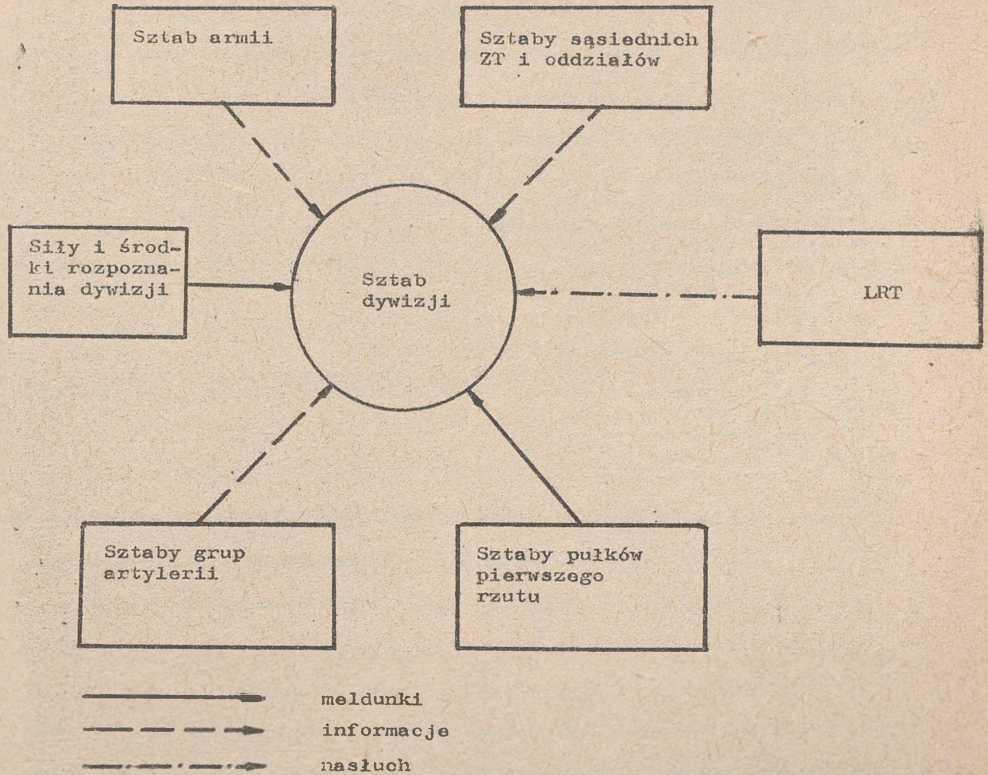 Sztab armii
Sztaby sąsiednich
ZT i oddziałów
Siły i środ-
ki rozpozna-
nia dywizji
Sztab
dywizji
LRT
Sztaby grup
artylerii
Sztaby pułków
pierwszego
rzutu
meldunki
informacje
nasłuch